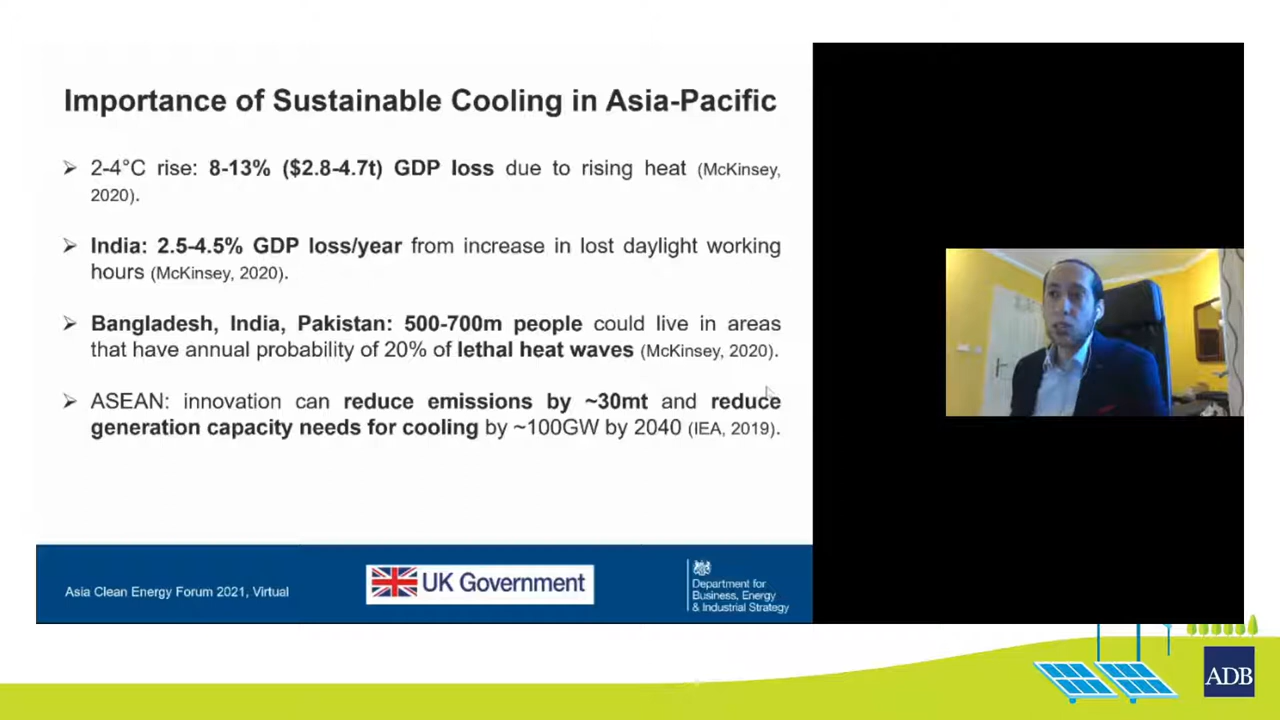 Importance of Sustainable Cooling in Asia-Pacific
➢ 2-4°C rise: 8-13% ($2.8-4.7t) GDP loss due to rising heat (McKinsey,
2020).
➢ India: 2.5-4.5% GDP loss/year from increase in lost daylight working
hours (McKinsey, 2020).
➢ Bangladesh, India, Pakistan: 500-700m people could live in areas
that have annual probability of 20% of lethal heat waves (McKinsey, 2020).
➢ ASEAN: innovation can reduce emissions by ~30mt and reduce
generation capacity needs for cooling by ~100GW by 2040 (IEA, 2019).
Asia Clean Energy Forum 2021, Virtual
UK Government
Department for
Business, Energy
& Industrial Strategy
ADB